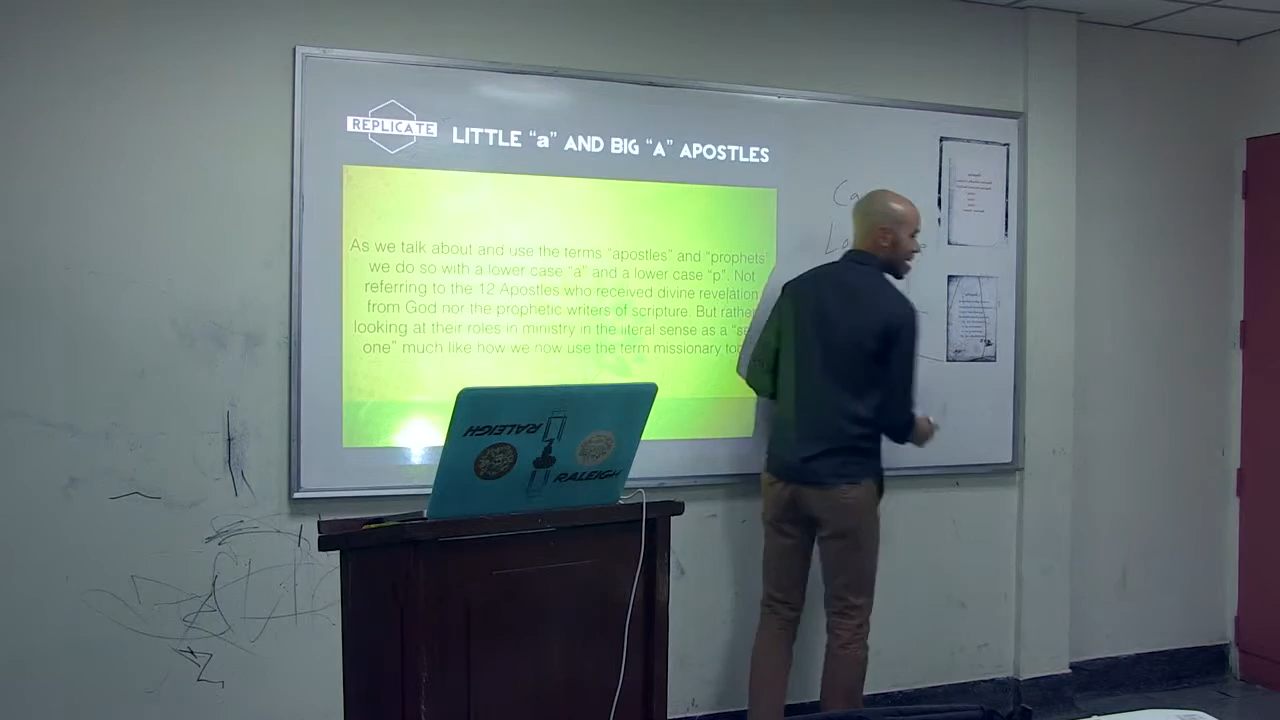 REPLICATE
LITTLE "a" AND BIG "A" APOSTLES
As we talk about and use the terms "apostles" and "prophets"
we do so with a lower case "a" and a lower case "p". Not
referring to the 12 Apostles who received divine revelation
from God nor the prophetic writers of scripture. But rather
looking at their roles in ministry in the literal sense as a
one" much like how we now use the term missionary
RALEIGH
RALEIGH